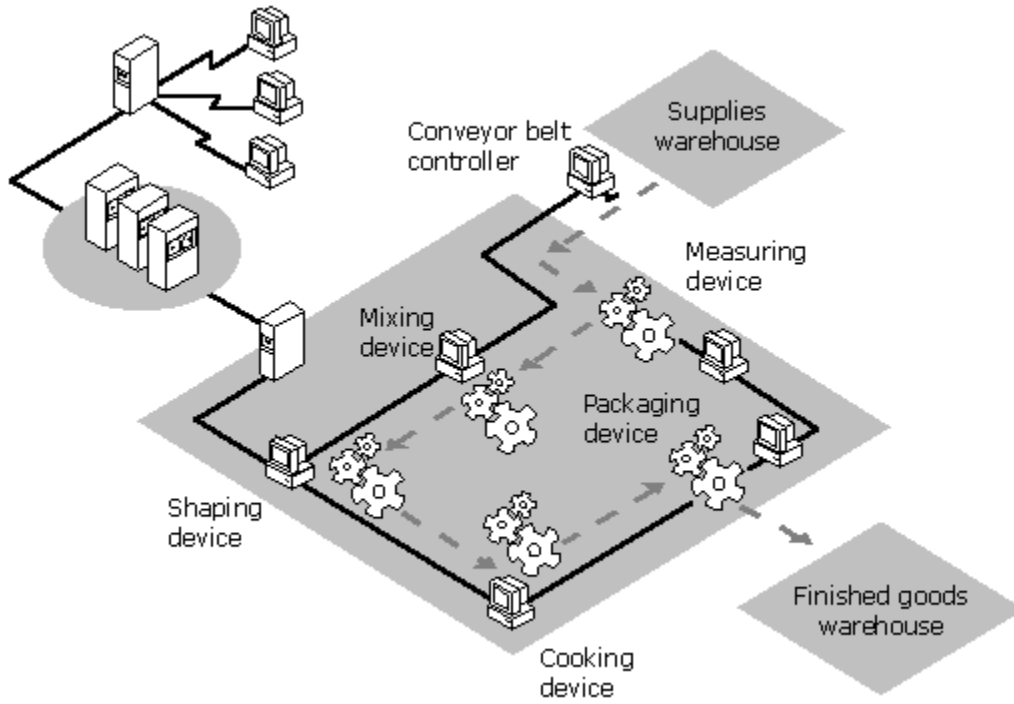 Supplies
warehouse
Conveyor belt
controller
Measuring
device
Mixing
device
Packaging
device
Shaping
device
Finished goods
warehouse
Cooking
device